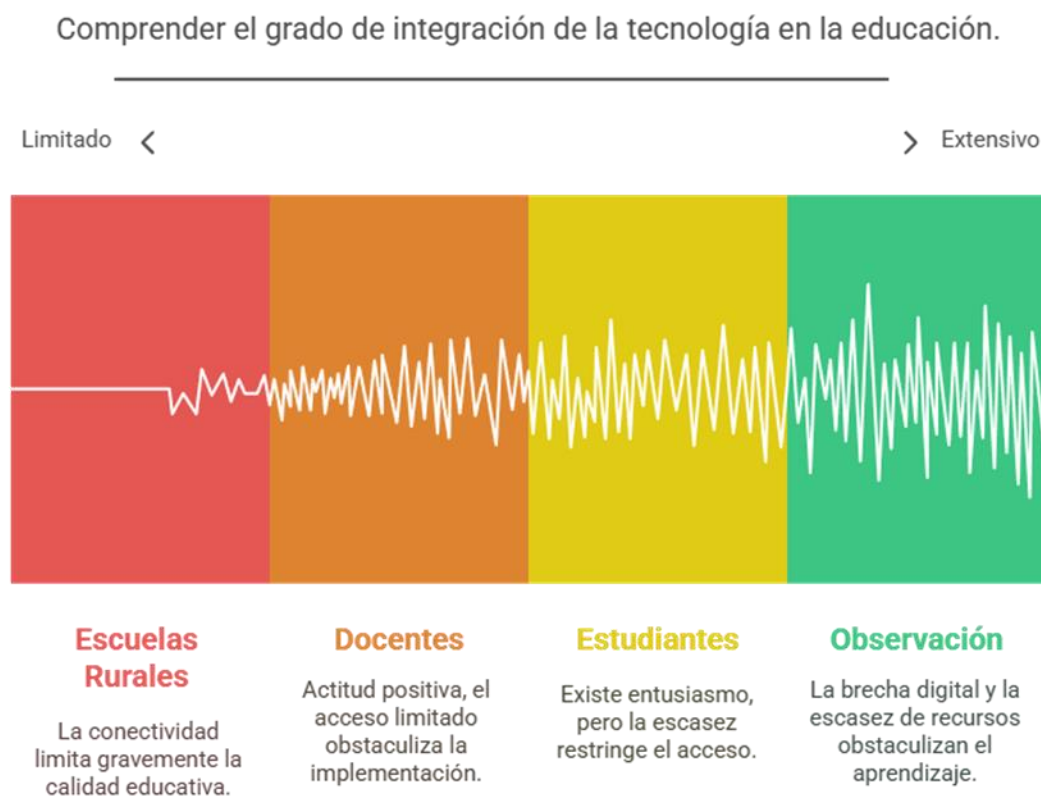 Comprender el grado de integración de la tecnología en la educación.
Limitado
Extensivo
Escuelas
Rurales
La conectividad
limita gravemente la
calidad educativa.
Docentes
Actitud positiva, el
acceso limitado
obstaculiza la
implementación.
Estudiantes
Existe entusiasmo,
pero la escasez
restringe el acceso.
Observación
La brecha digital y la
escasez de recursos
obstaculizan el
aprendizaje.